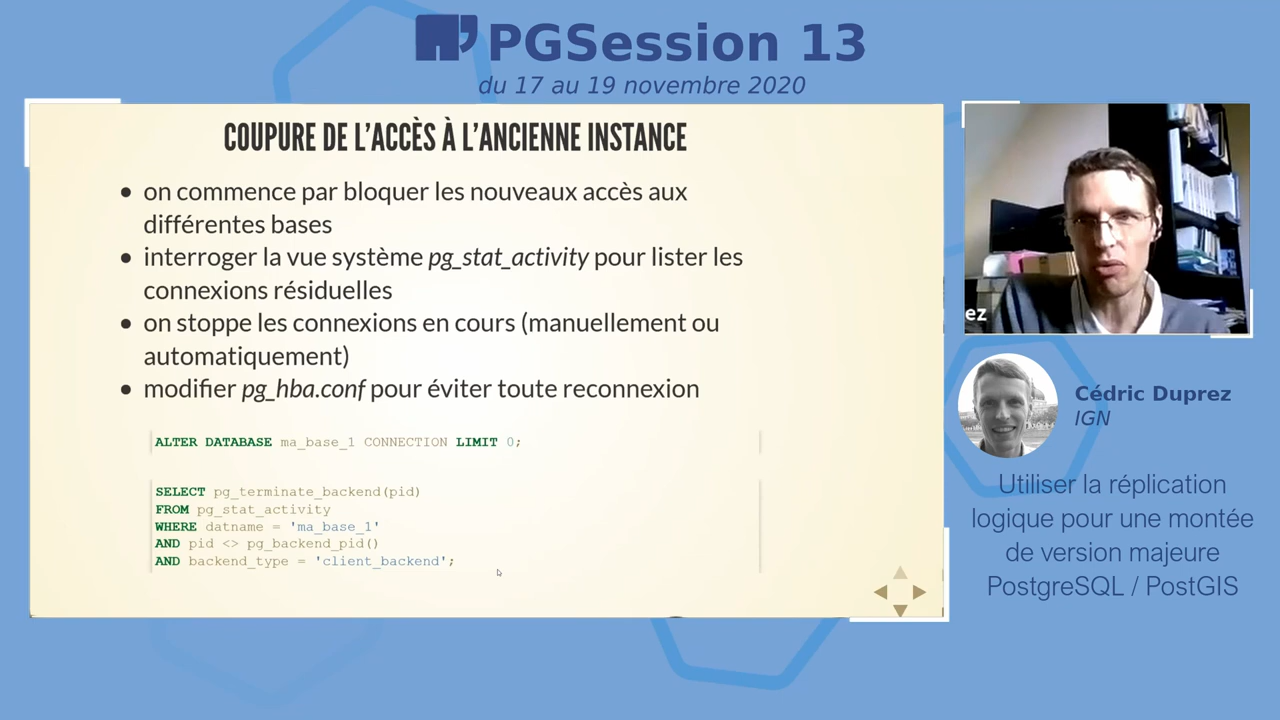 PGSession 13
du 17 au 19 novembre 2020
COUPURE DE L'ACCÈS À L'ANCIENNE INSTANCE
• on commence par bloquer les nouveaux accès aux
différentes bases
• interroger la vue système pg_stat_activity pour lister les
connexions résiduelles
• on stoppe les connexions en cours (manuellement ou
automatiquement)
• modifier pg_hba.conf pour éviter toute reconnexion
ALTER DATABASE ma_base_1 CONNECTION LIMIT 0;
SELECT pg_terminate_backend(pid)
FROM pg_stat_activity
WHERE datname = 'ma_base_1'
AND pid <> pg_backend_pid()
AND backend_type = 'client_backend';
ez
Cédric Duprez
IGN
Utiliser la réplication
logique pour une montée
de version majeure
PostgreSQL / PostGIS